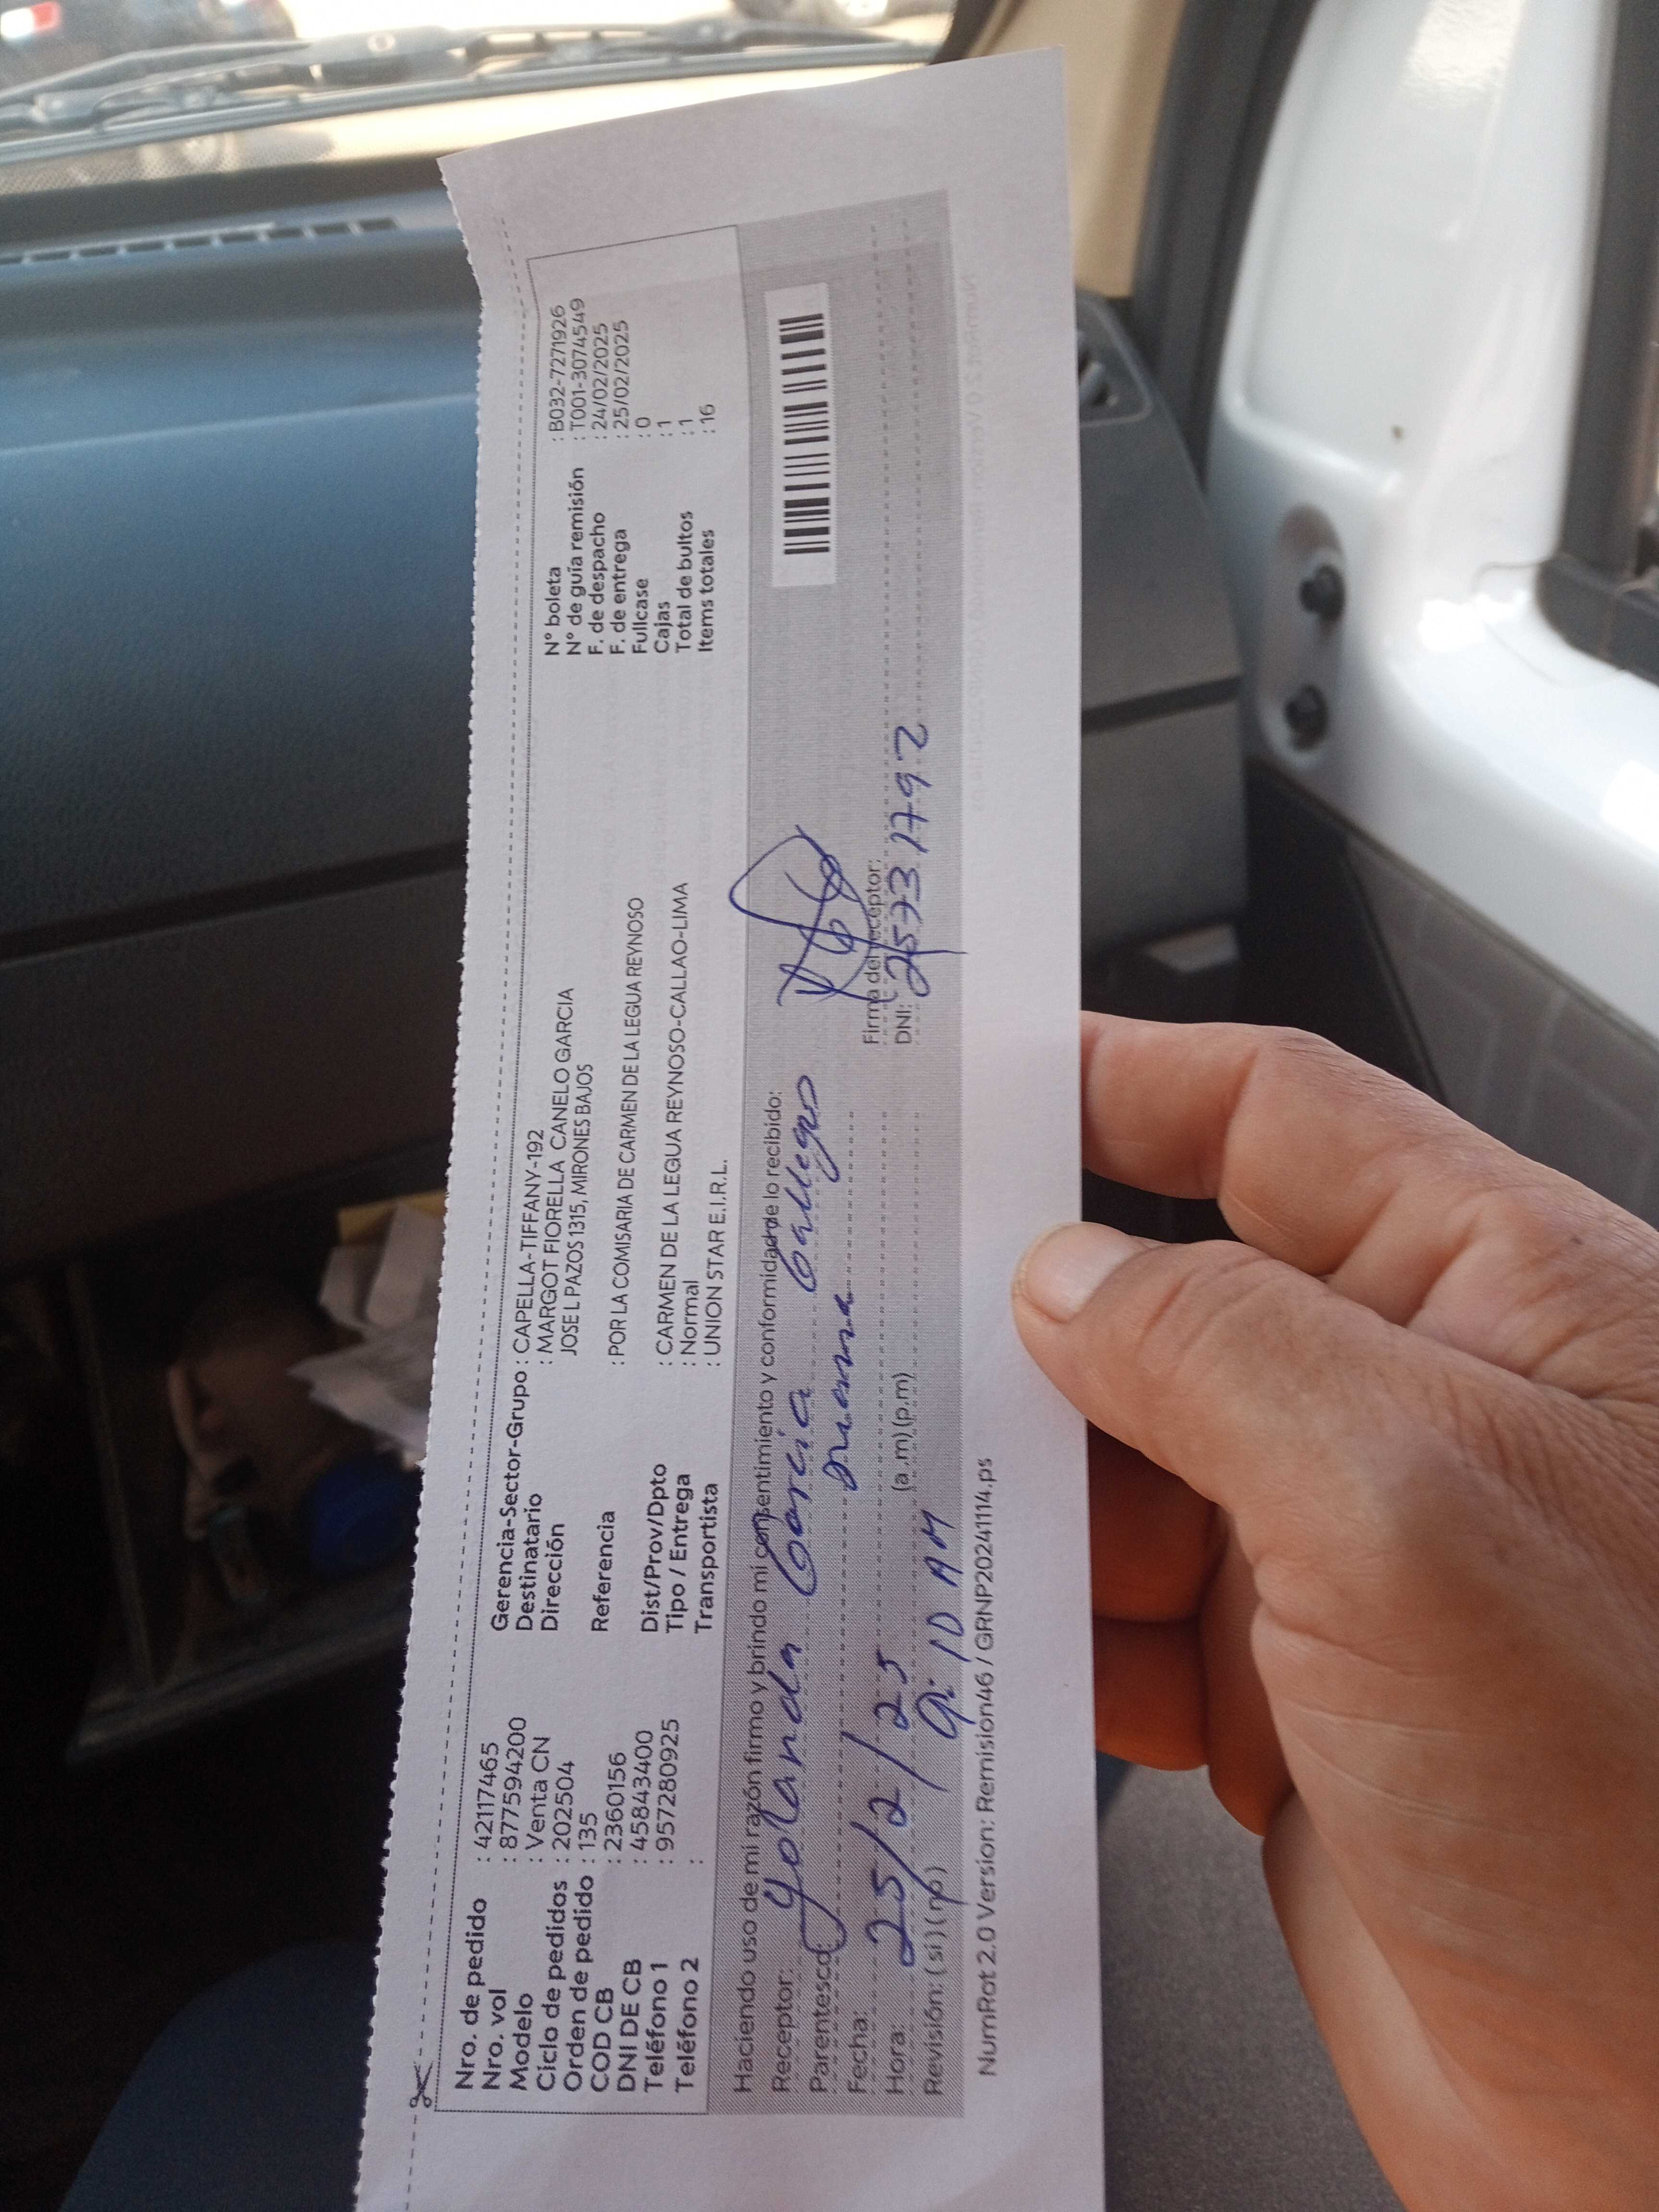 Nro. de pedido : 42117465
Nro. vol : 8775942​00
Modelo : Venta CN
Ciclo de pedidos : 202504
Orden de pedido : 135
COD CB : 2360156
DNI DE CB : 45843400
Teléfono 1 : 957280925
Teléfono 2 :
Gerencia-Sector-Grupo : CAPELLA-TIFFANY-192
Destinatario : MARGOT FIORELLA CANELO GARCIA
Dirección JOSE L PAZOS 1315, MIRONES BAJOS
Referencia : POR LA COMISARIA DE CARMEN DE LA LEGUA REYNOSO
Dist/Prov/Dpto : CARMEN DE LA LEGUA REYNOSO-CALLAO-LIMA
Tipo / Entrega : Normal
Transportista : UNION STAR E.I.R.L.
N° boleta : B032-7271926
N° de guía remisión : T001-3074549
F. de despacho : 24/02/2025
F. de entrega : 25/02/2025
Fullcase : 0
Cajas : 1
Total de bultos : 1
Items totales : 16
Haciendo uso de mi razón firmo y brindo mi consentimiento y conformidad de lo recibido:
Receptor: Yolanda Garcia Gallegos
Parentesco: mamá
Fecha: 25/2/25
Hora: 9:10 AM (a.m) (p.m)
Revisión: (si) (no)
Firma del receptor:
DNI: 25731792
NumRot 2.0 Version: Remision46 / GRNP20241114.ps